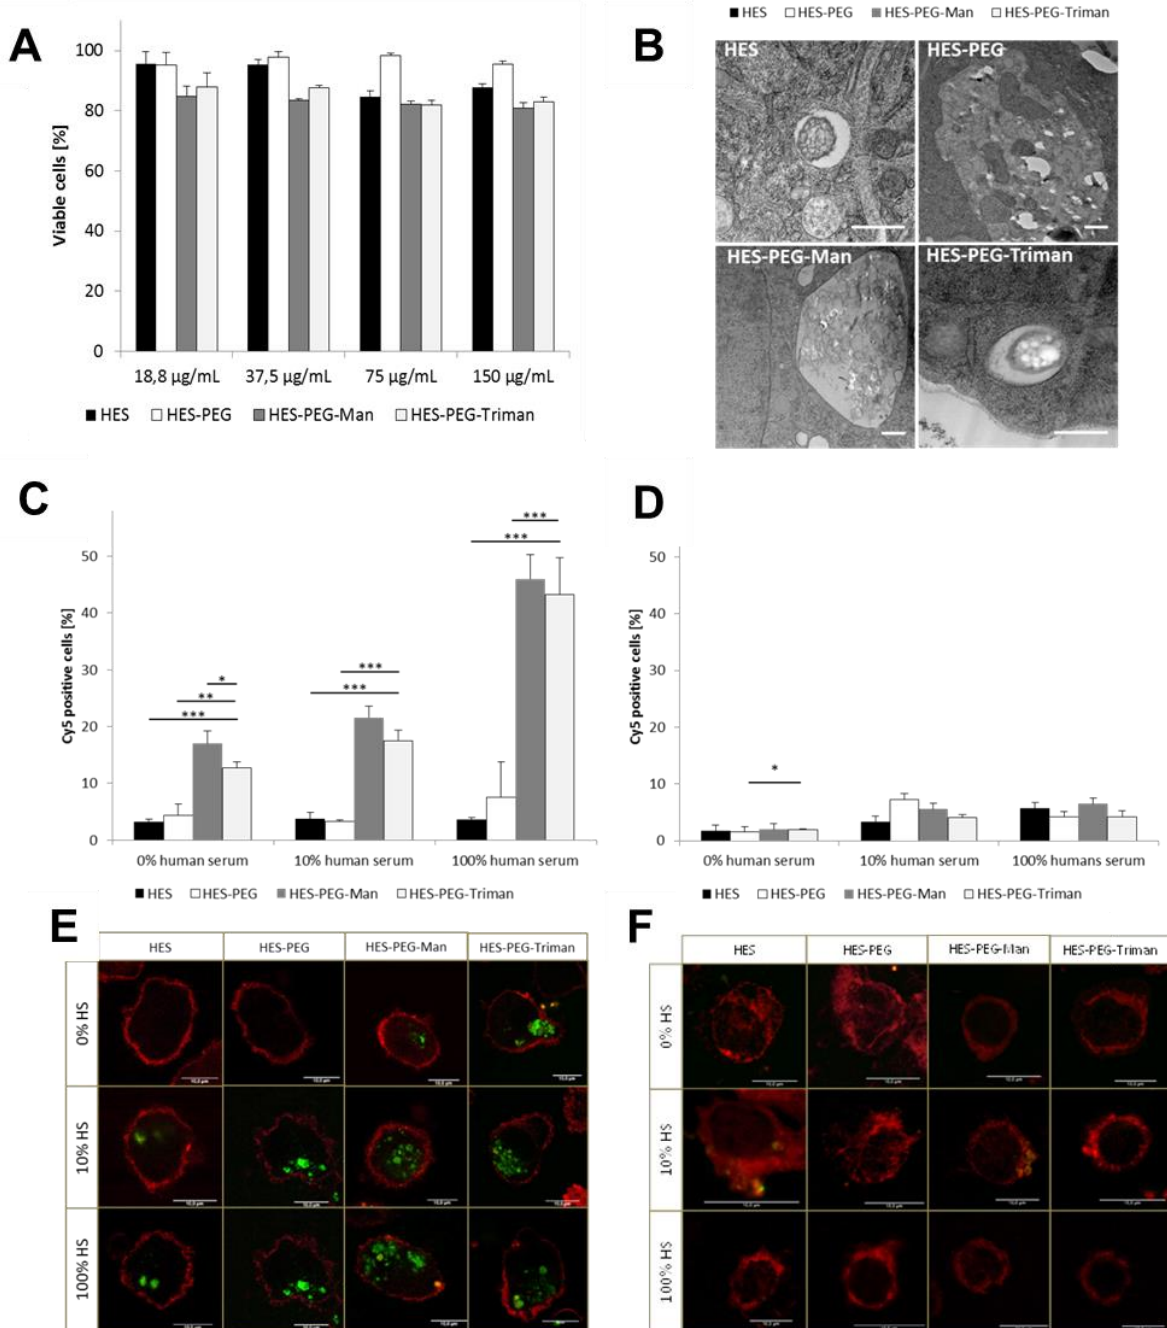 A
Viable cells [%]
100
80
60
40
20
0
18,8 µg/mL 37,5 µg/mL 75 µg/mL 150 µg/mL
HES HES-PEG HES-PEG-Man HES-PEG-Triman
HES HES-PEG HES-PEG-Man HES-PEG-Triman
B
HES HES-PEG
HES-PEG-Man HES-PEG-Triman
C
Cy5 positive cells [%]
50
40
30
20
10
0
***
***
***
***
*
**
***
0% human serum 10% human serum 100% human serum
HES HES-PEG HES-PEG-Man HES-PEG-Triman
D
Cy5 positive cells [%]
50
40
30
20
10
0
*
0% human serum 10% human serum 100% humans serum
HES HES-PEG HES-PEG-Man HES-PEG-Triman
E
HES HES-PEG HES-PEG-Man HES-PEG-Triman
0% HS
10% HS
100% HS
F
HES HES-PEG HES-PEG-Man HES-PEG-Triman
0% HS
10% HS
100% HS